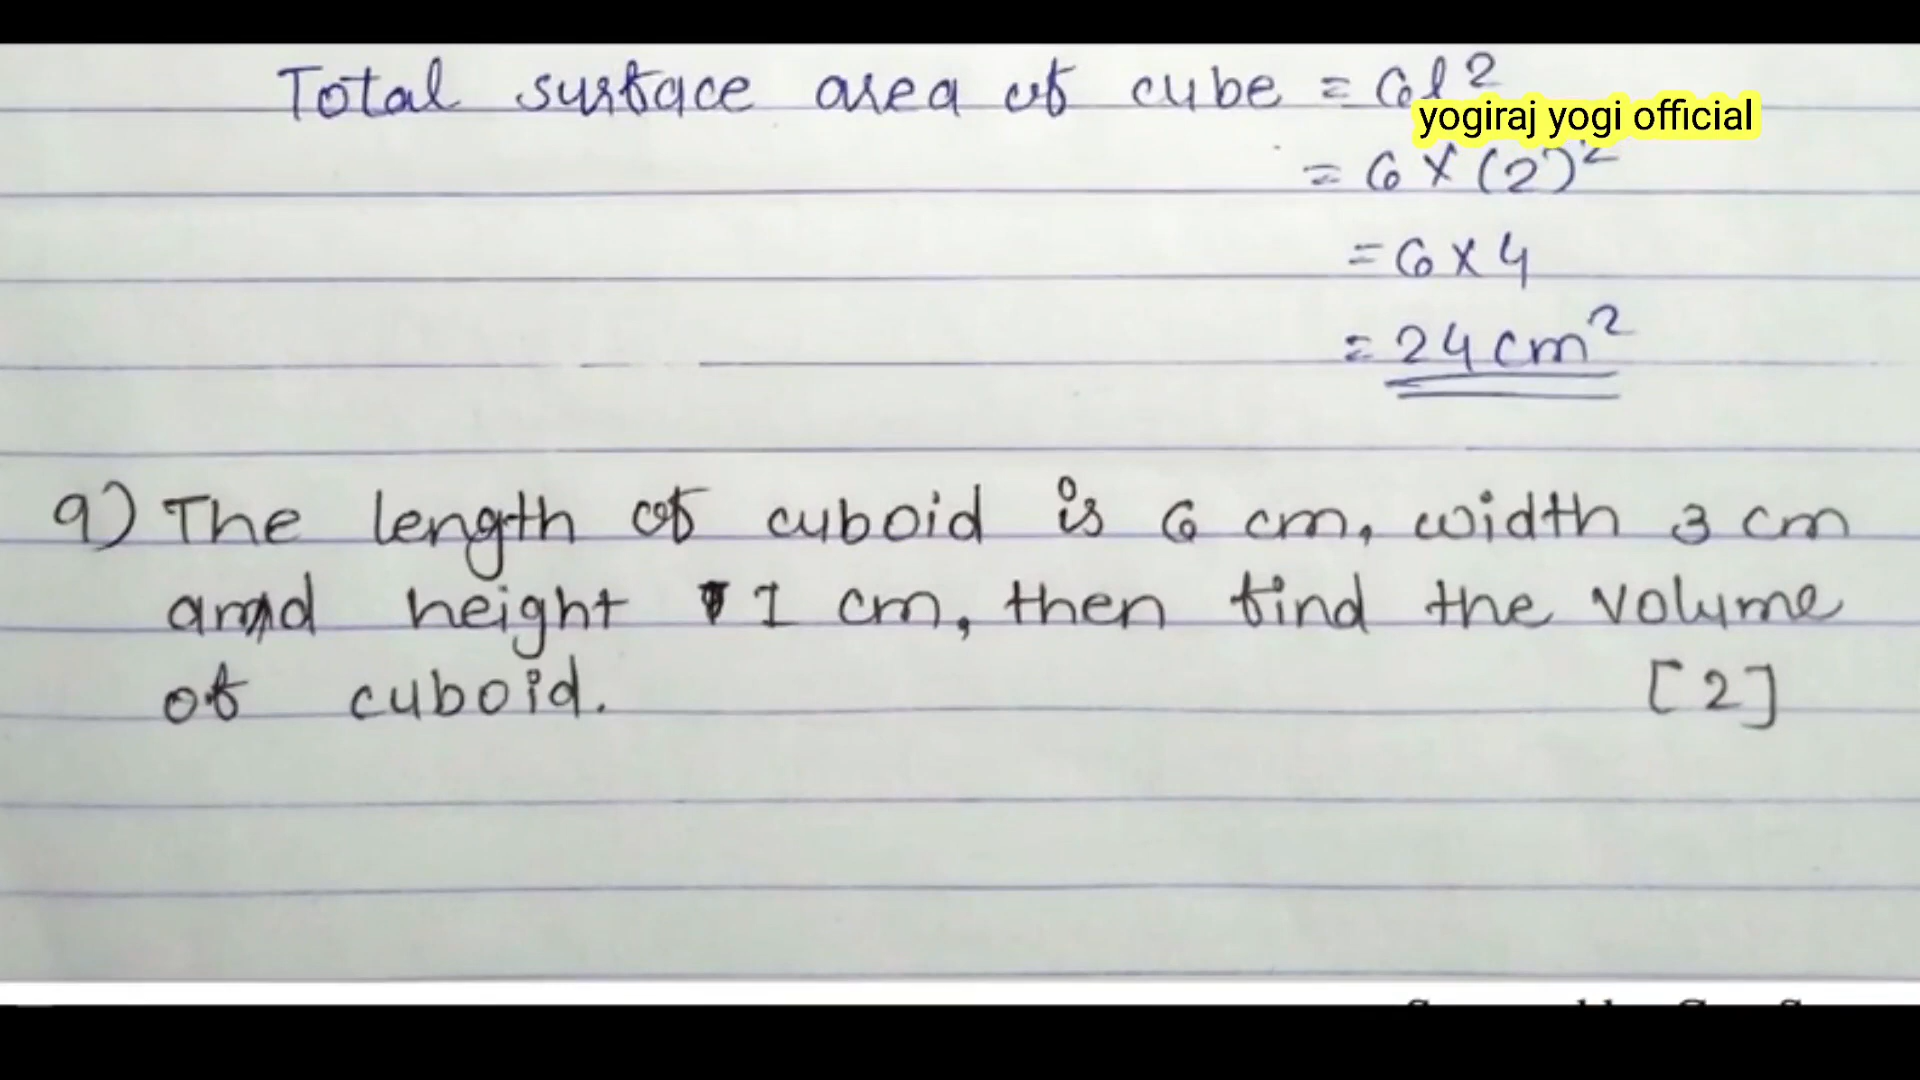 Total surface area of cube = 6l²
yogiraj yogi official
= 6 × (2)²
= 6 × 4
= 24 cm²
9) The length of cuboid is 6 cm, width 3 cm
and height 1 cm, then find the volume
of cuboid. [2]